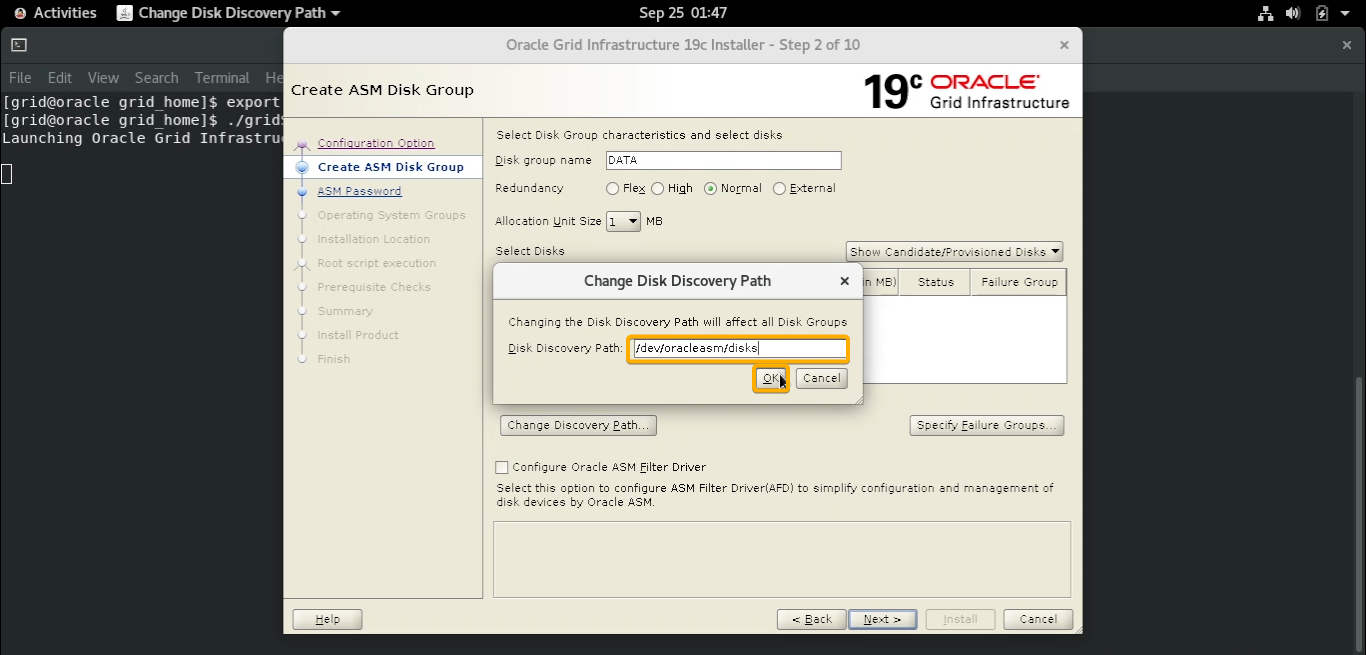 Activities
Change Disk Discovery Path
Sep 25 01:47
Oracle Grid Infrastructure 19c Installer - Step 2 of 10
File Edit View Search Terminal He
[grid@oracle grid_home]$ export
[grid@oracle grid_home]$ ./grid
Launching Oracle Grid Infrastru
Create ASM Disk Group
19c ORACLE
Grid Infrastructure
Configuration Option
Create ASM Disk Group
ASM Password
Operating System Groups
Installation Location
Root script execution
Prerequisite Checks
Summary
Install Product
Finish
Select Disk Group characteristics and select disks
Disk group name DATA
Redundancy Flex High Normal External
Allocation Unit Size 1 MB
Select Disks
Show Candidate/Provisioned Disks
in MB) Status Failure Group
Change Disk Discovery Path
Changing the Disk Discovery Path will affect all Disk Groups
Disk Discovery Path: /dev/oracleasm/disks
OK Cancel
Change Discovery Path... Specify Failure Groups...
Configure Oracle ASM Filter Driver
Select this option to configure ASM Filter Driver(AFD) to simplify configuration and management of
disk devices by Oracle ASM.
Help < Back Next > Install Cancel